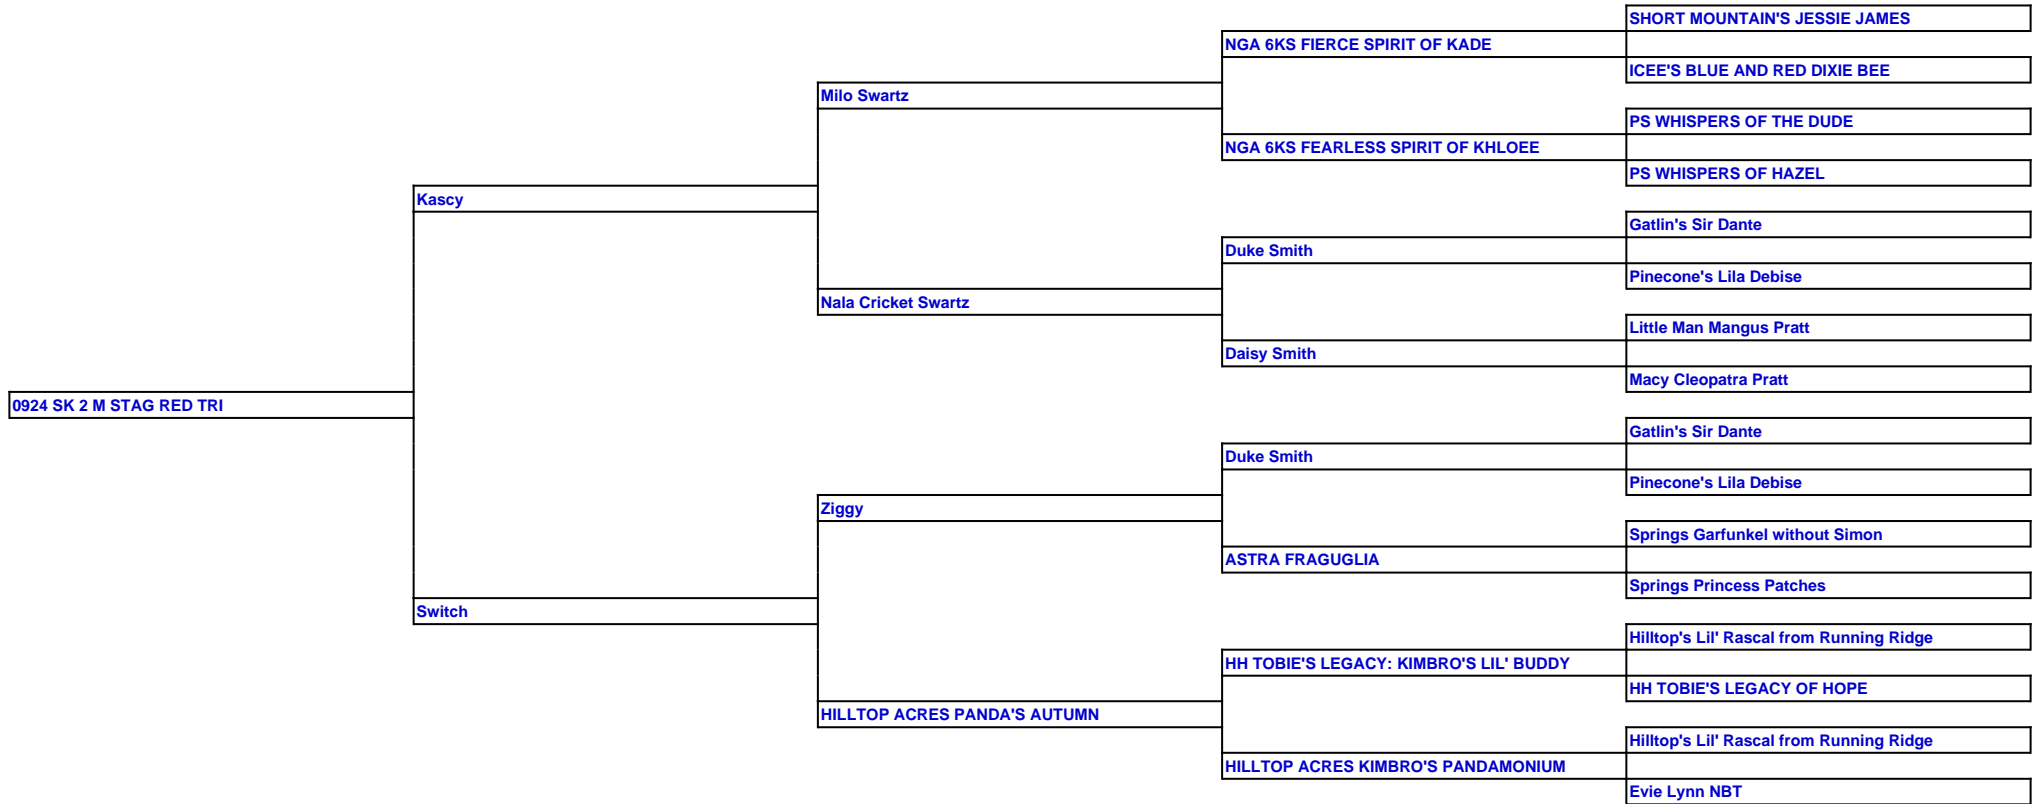 SHORT MOUNTAIN'S JESSIE JAMES
NGA 6KS FIERCE SPIRIT OF KADE
ICEE'S BLUE AND RED DIXIE BEE
Milo Swartz
PS WHISPERS OF THE DUDE
NGA 6KS FEARLESS SPIRIT OF KHLOEE
PS WHISPERS OF HAZEL
Kascy
Gatlin's Sir Dante
Duke Smith
Pinecone's Lila Debise
Nala Cricket Swartz
Little Man Mangus Pratt
Daisy Smith
Macy Cleopatra Pratt
0924 SK 2 M STAG RED TRI
Gatlin's Sir Dante
Duke Smith
Pinecone's Lila Debise
Ziggy
Springs Garfunkel without Simon
ASTRA FRAGUGLIA
Springs Princess Patches
Switch
Hilltop's Lil' Rascal from Running Ridge
HH TOBIE'S LEGACY: KIMBRO'S LIL' BUDDY
HH TOBIE'S LEGACY OF HOPE
HILLTOP ACRES PANDA'S AUTUMN
Hilltop's Lil' Rascal from Running Ridge
HILLTOP ACRES KIMBRO'S PANDAMONIUM
Evie Lynn NBT